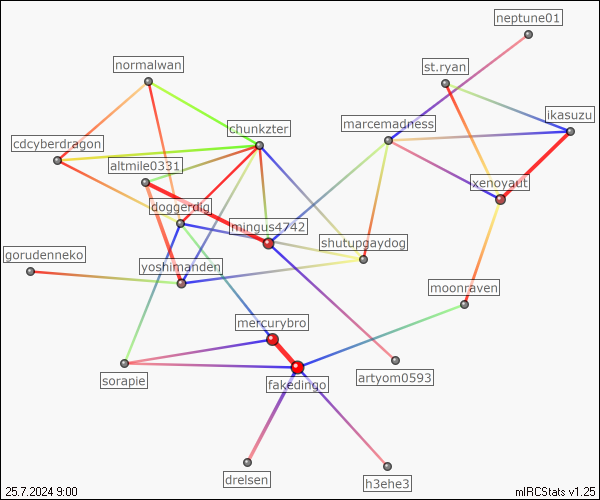 neptune01
normalwan
st.ryan
ikasuzu
chunkzter
marcemadness
cdcyberdragon
altmile0331
xenoyaut
doggerdig
mingus4742
shutupgaydog
gorudenneko
yoshimanden
moonraven
mercurybro
sorapie
fakedingo
artyom0593
drelsen
h3ehe3
25.7.2024 9:00
mIRCStats v1.25